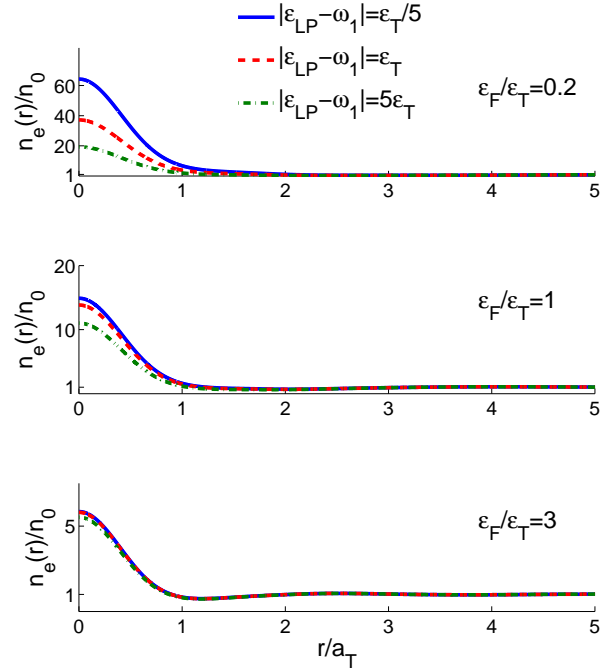 |ε_LP−ω_1|=ε_T/5
|ε_LP−ω_1|=ε_T
|ε_LP−ω_1|=5ε_T
ε_F/ε_T=0.2
n_e(r)/n_0
60
40
20
1
0 1 2 3 4 5
ε_F/ε_T=1
n_e(r)/n_0
20
10
1
0 1 2 3 4 5
ε_F/ε_T=3
n_e(r)/n_0
5
1
0 1 2 3 4 5
r/a_T